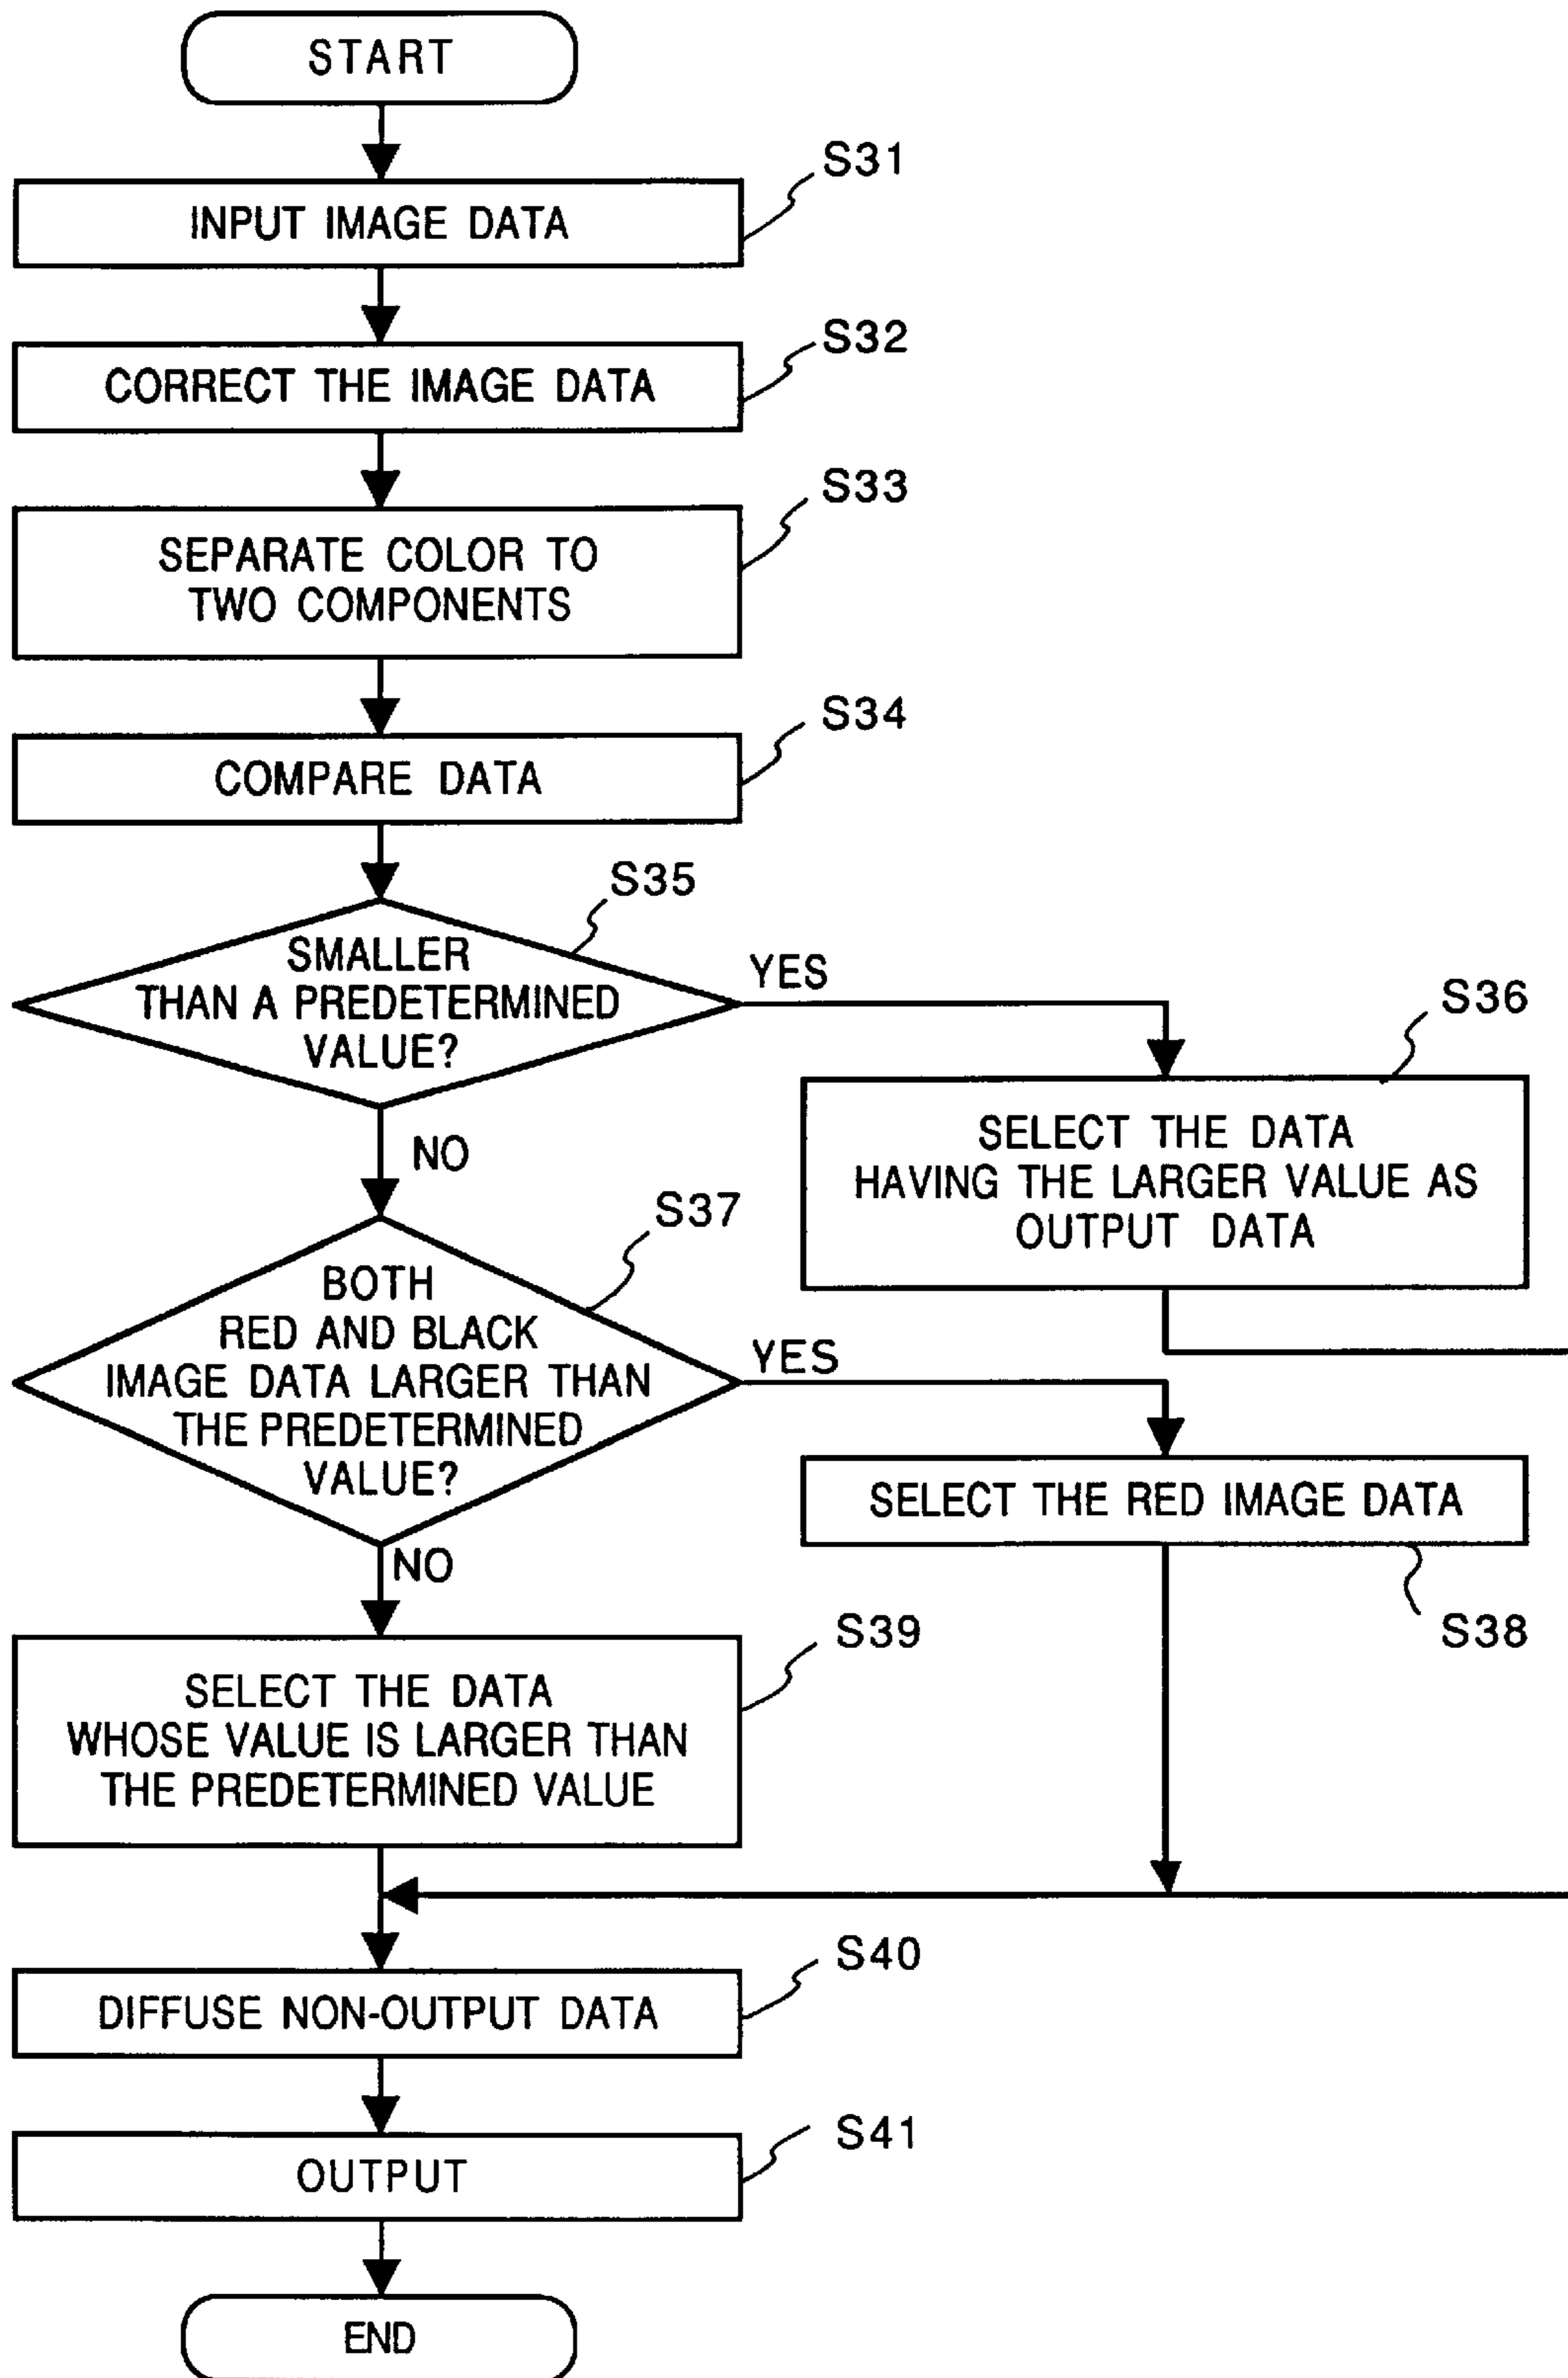 START
S31
INPUT IMAGE DATA
S32
CORRECT THE IMAGE DATA
S33
SEPARATE COLOR TO
TWO COMPONENTS
S34
COMPARE DATA
S35
SMALLER
THAN A PREDETERMINED
VALUE?
YES
NO
S36
SELECT THE DATA
HAVING THE LARGER VALUE AS
OUTPUT DATA
S37
BOTH
RED AND BLACK
IMAGE DATA LARGER THAN
THE PREDETERMINED
VALUE?
YES
NO
SELECT THE RED IMAGE DATA
S38
S39
SELECT THE DATA
WHOSE VALUE IS LARGER THAN
THE PREDETERMINED VALUE
S40
DIFFUSE NON-OUTPUT DATA
S41
OUTPUT
END